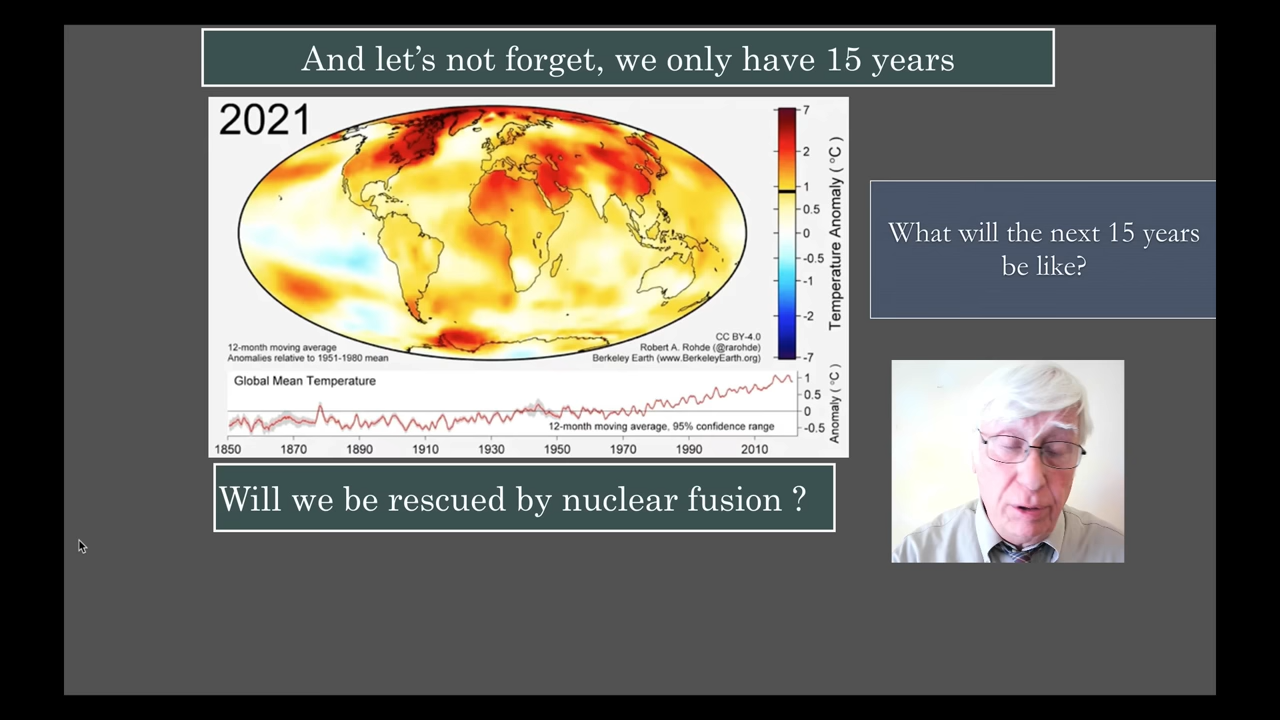 And let's not forget, we only have 15 years
2021
7
2
1
0.5
0
-0.5
-1
-2
-7
Temperature Anomaly ( °C )
12-month moving average
Anomalies relative to 1951-1980 mean
CC BY-4.0
Robert A. Rohde (@rarohde)
Berkeley Earth (www.BerkeleyEarth.org)
What will the next 15 years
be like?
Global Mean Temperature
12-month moving average, 95% confidence range
1
0.5
0
-0.5
Anomaly ( °C )
1850 1870 1890 1910 1930 1950 1970 1990 2010
Will we be rescued by nuclear fusion ?